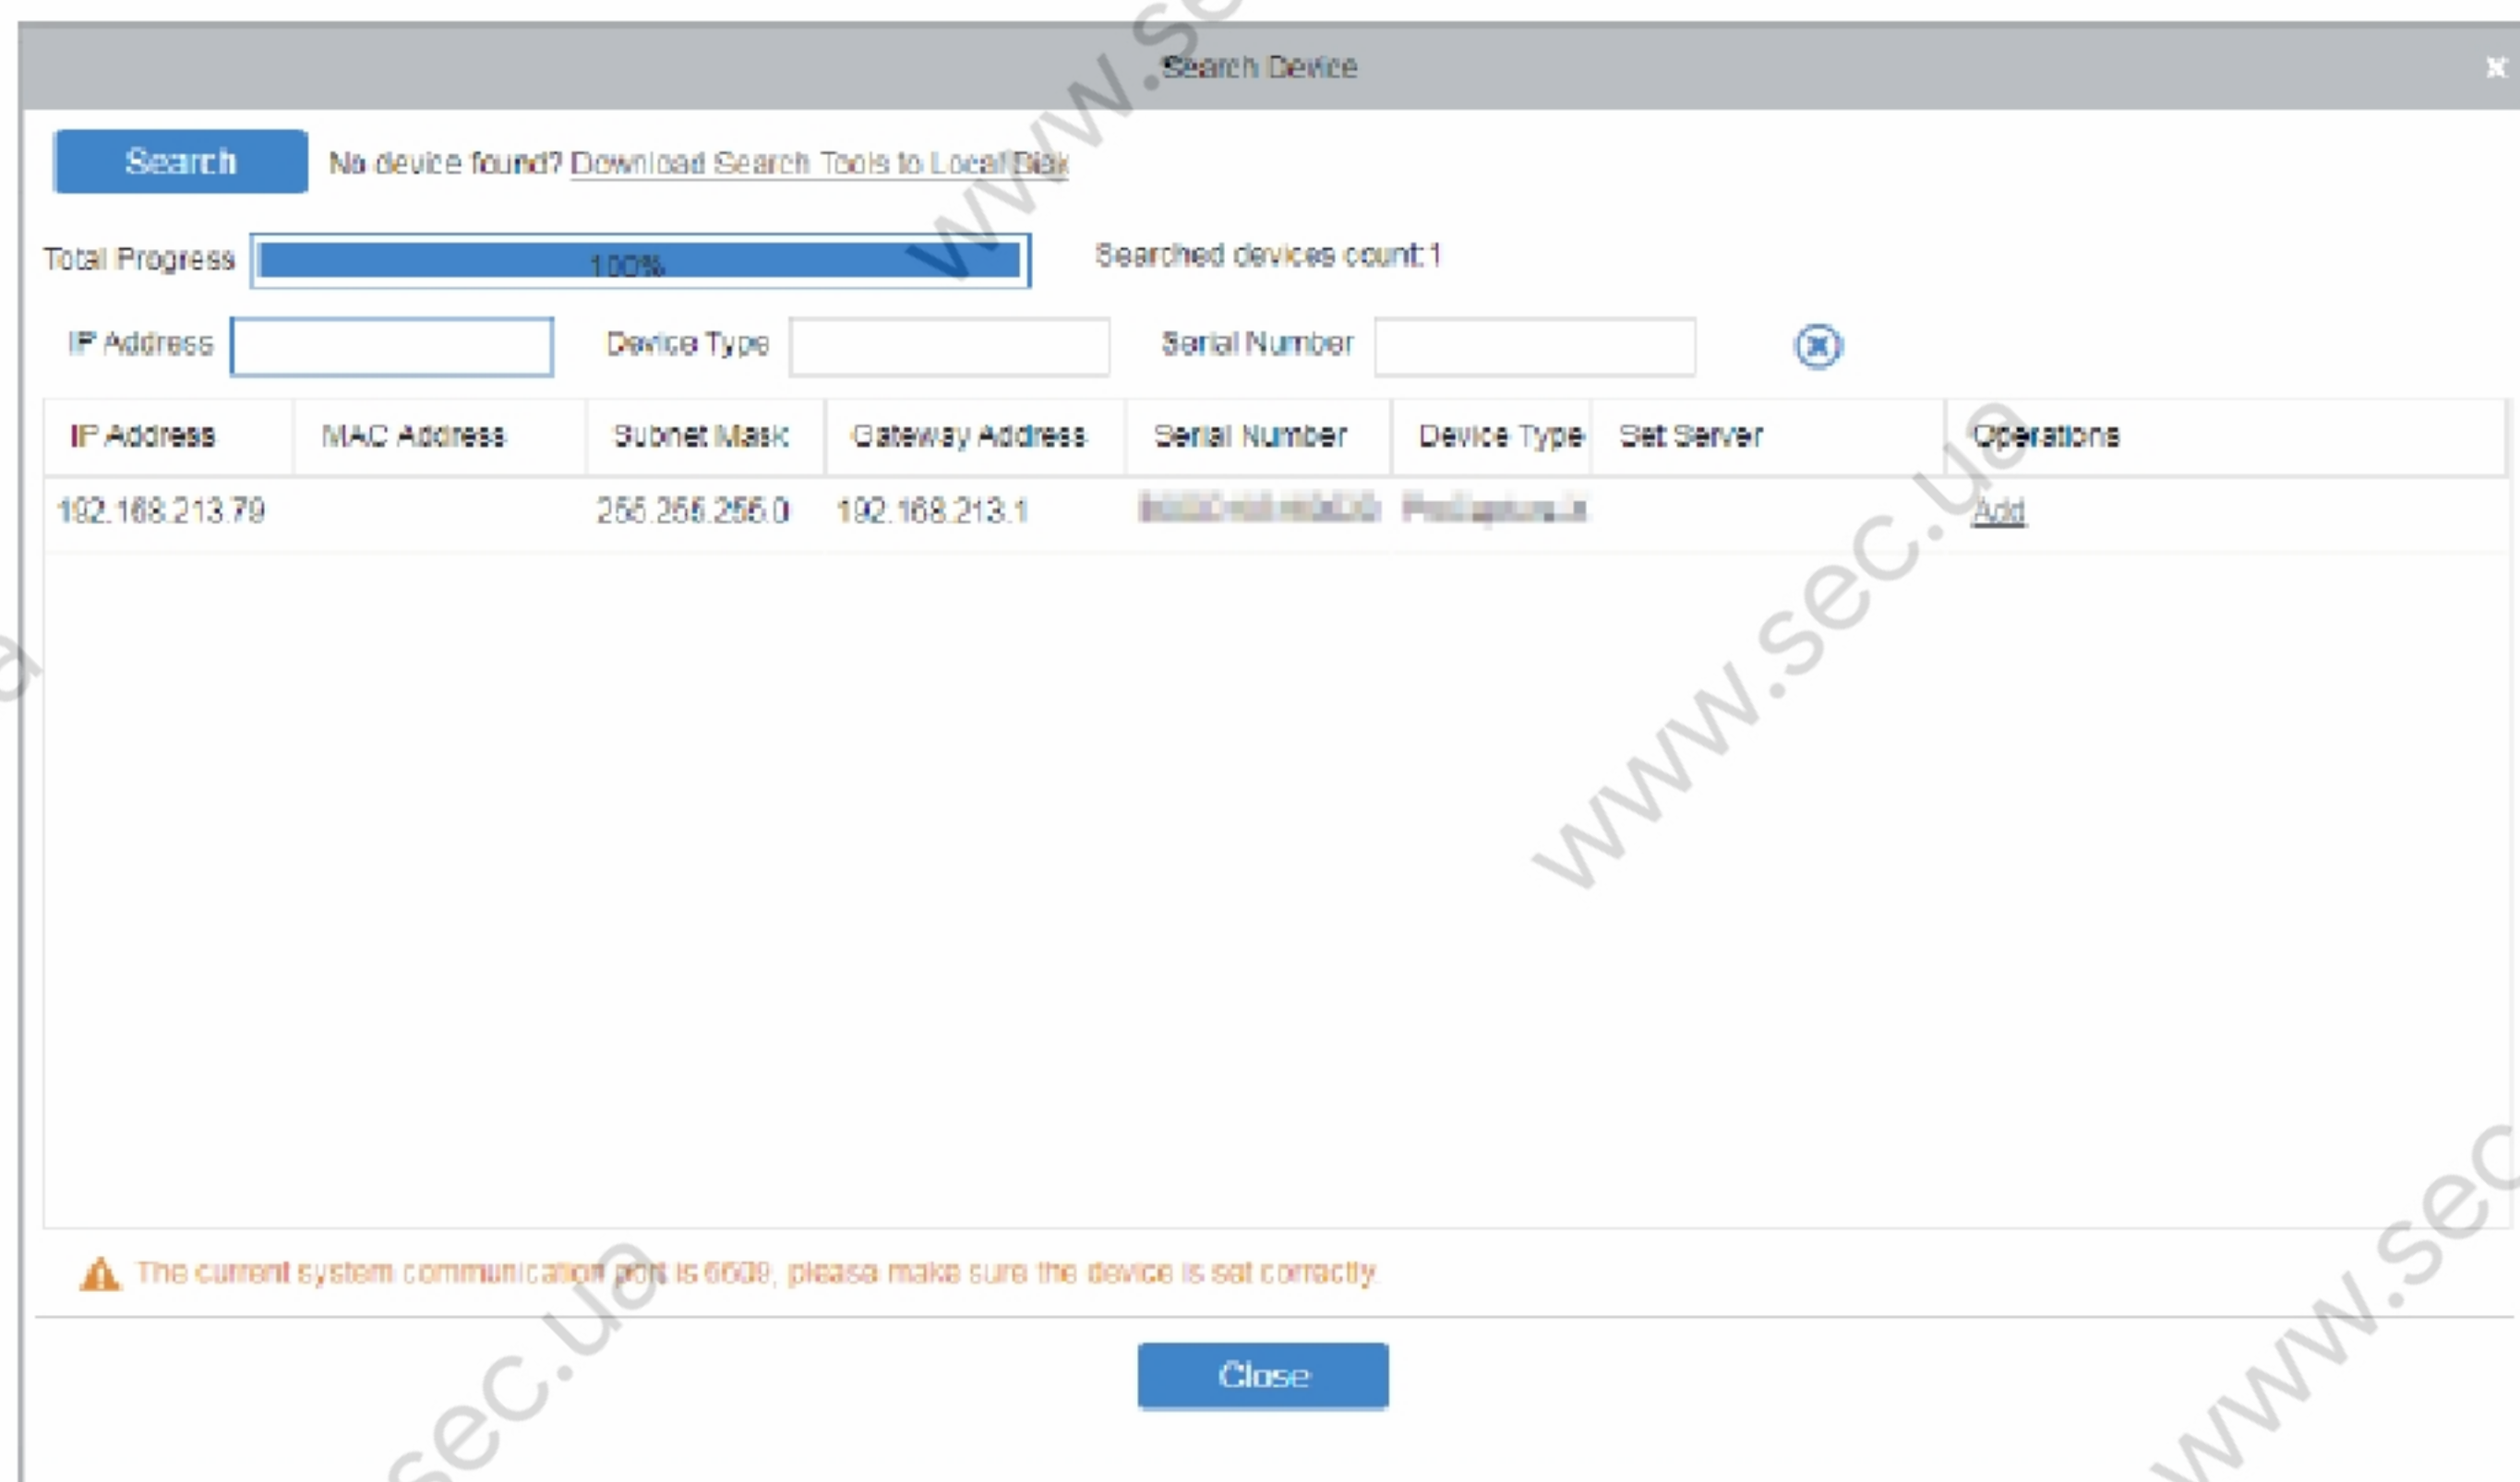 Search Device
Search No device found? Download Search Tools to Local Disk
Total Progress 100% Searched devices count:1
IP Address Device Type Serial Number
IP Address MAC Address Subnet Mask Gateway Address Serial Number Device Type Set Server Operations
192.168.213.79 255.255.255.0 192.168.213.1 Add
The current system communication port is please make sure the device is set correctly.
Close
www.se
www.sec.ua
a
sec.ua
www.sec